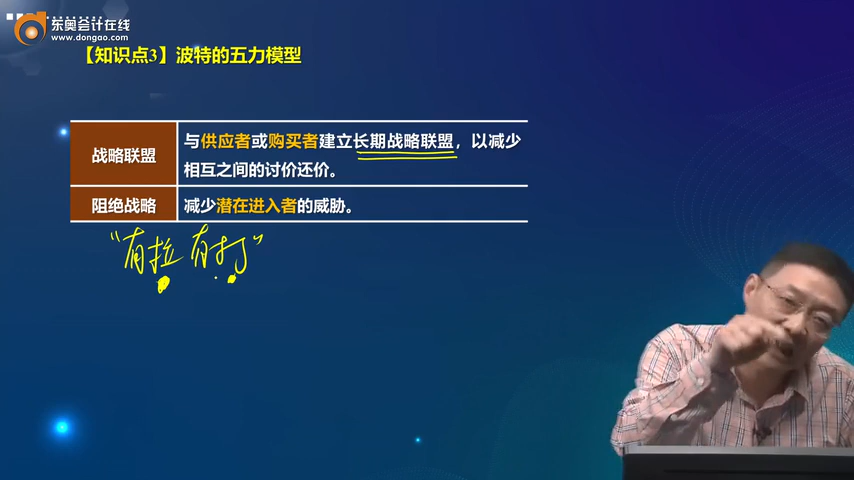 东奥会计在线
www.dongao.com
【知识点3】波特的五力模型
战略联盟
与供应者或购买者建立长期战略联盟，以减少
相互之间的讨价还价。
阻绝战略
减少潜在进入者的威胁。
“有拉 有打”